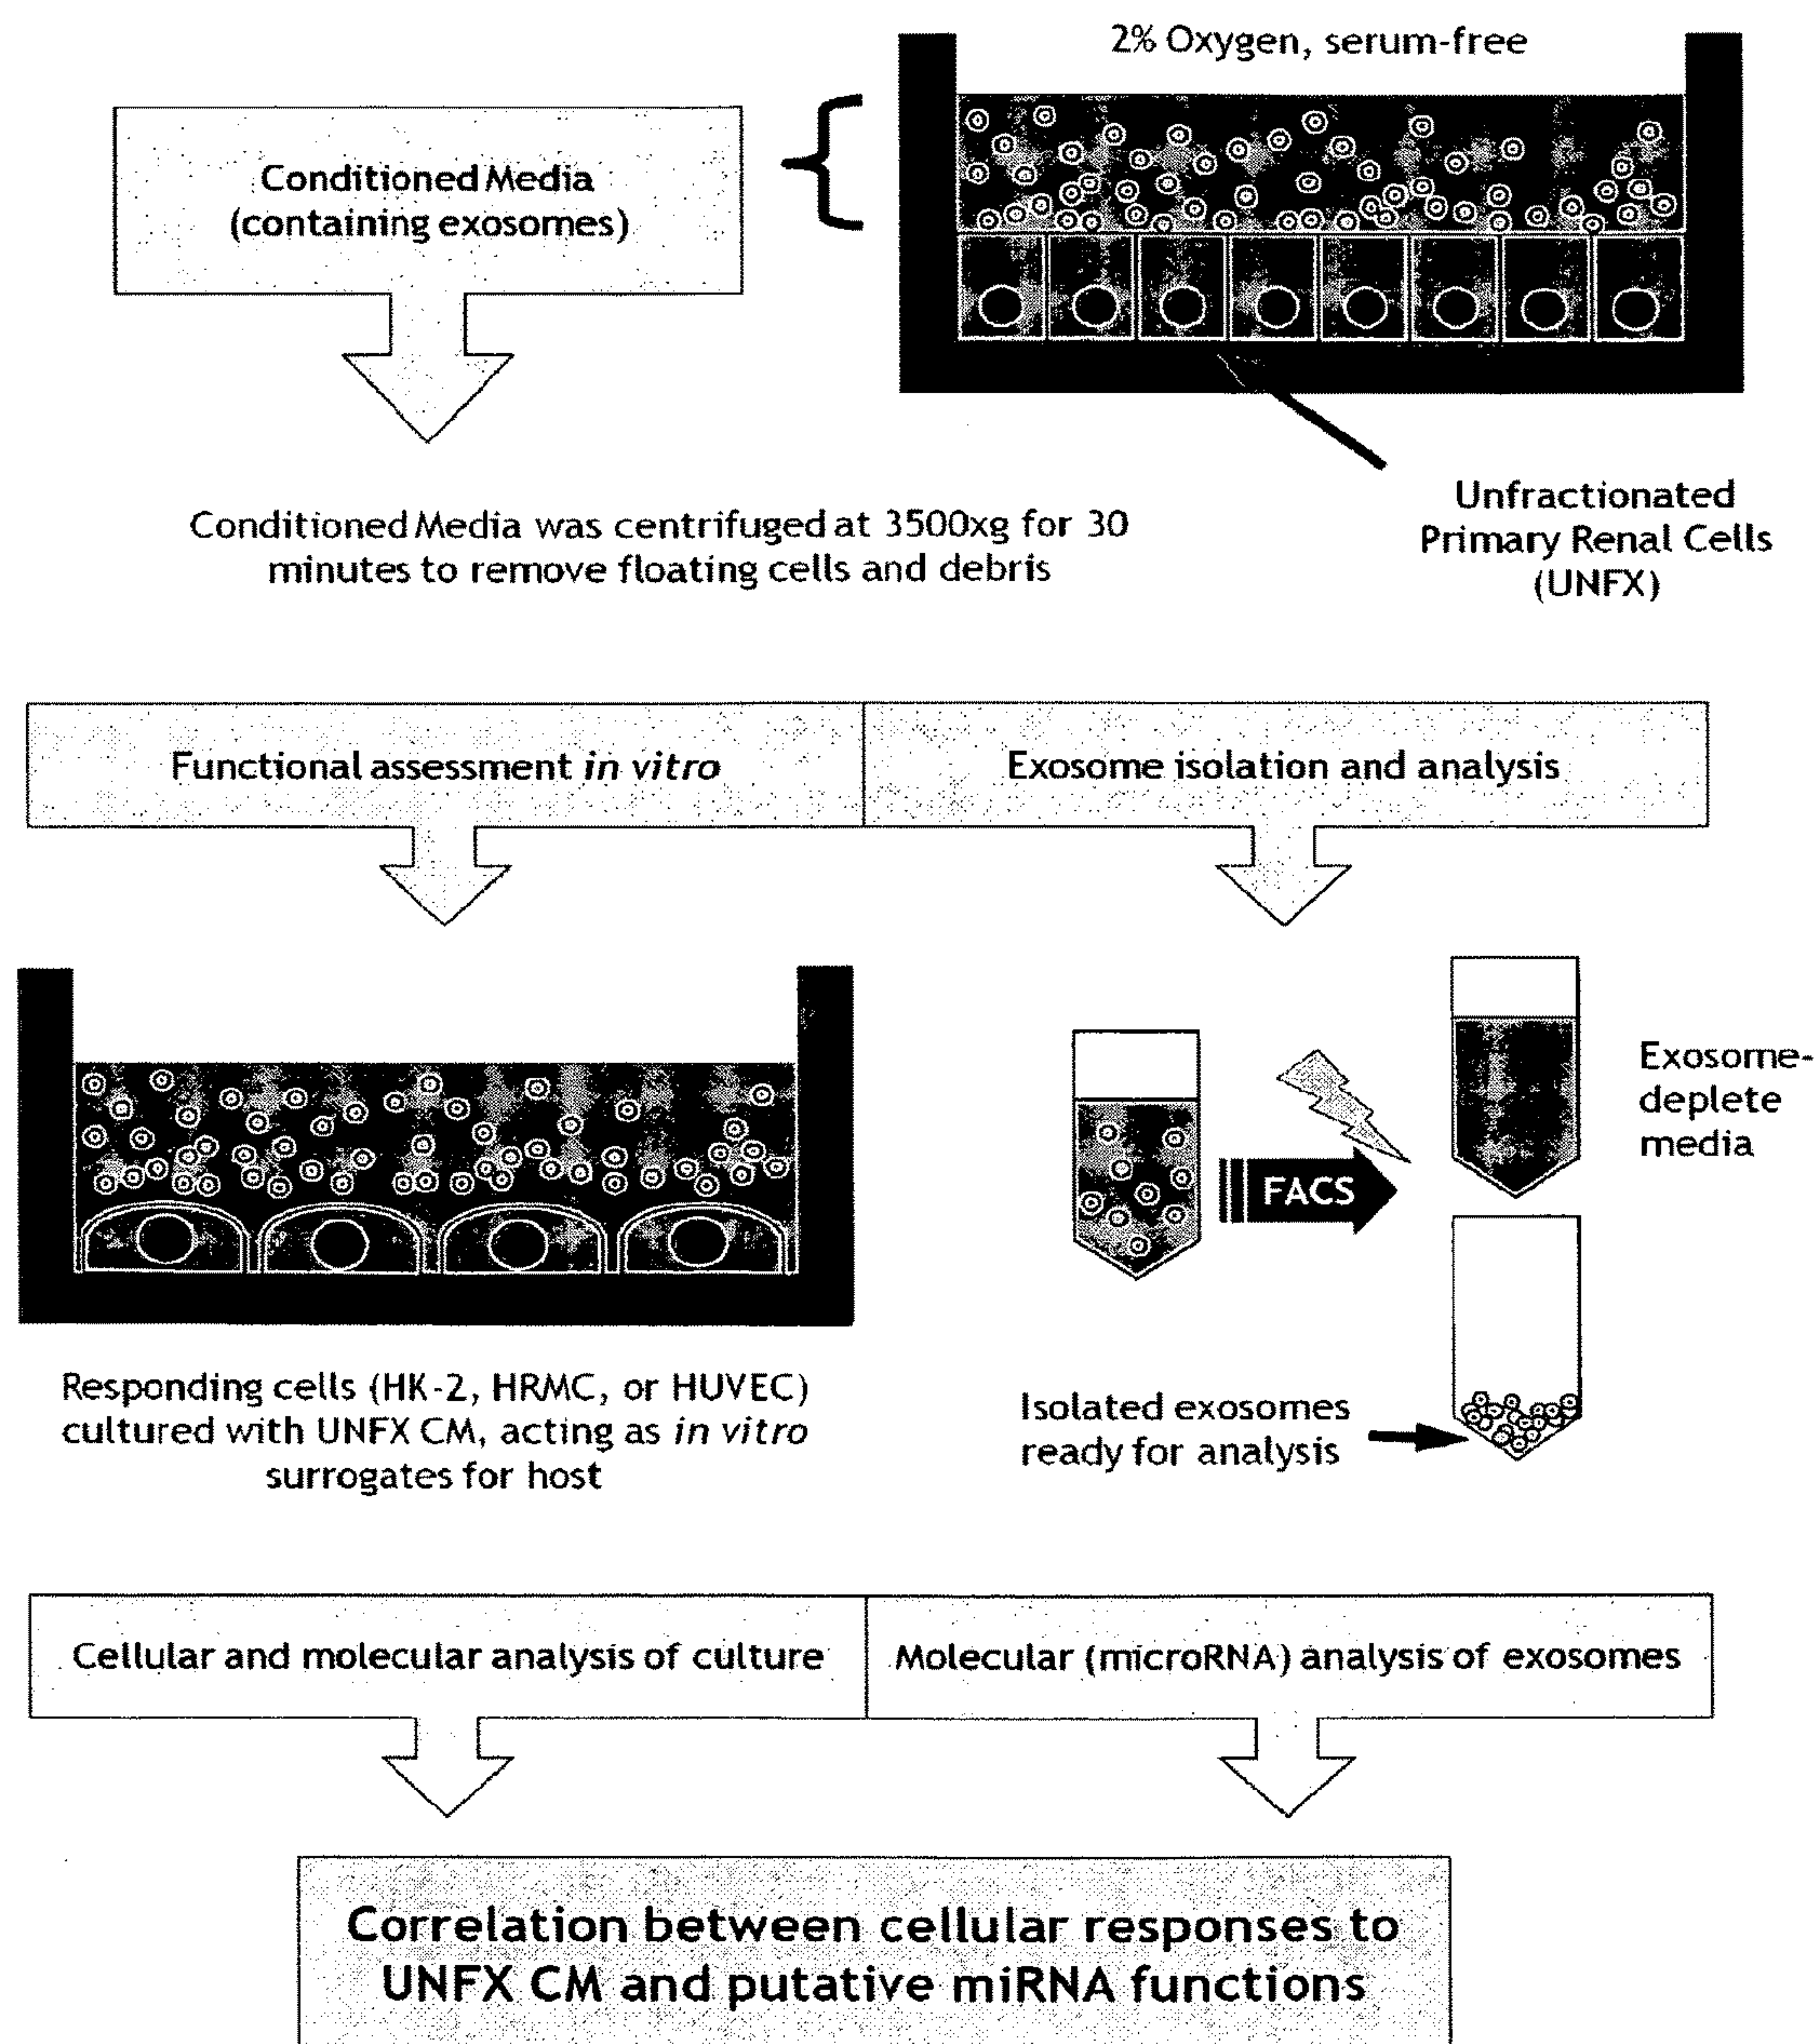 2% Oxygen, serum-free
Conditioned Media
(containing exosomes)
Unfractionated
Primary Renal Cells
(UNFX)
Conditioned Media was centrifuged at 3500xg for 30
minutes to remove floating cells and debris
Functional assessment in vitro
Exosome isolation and analysis
Exosome-
deplete
media
FACS
Responding cells (HK-2, HRMC, or HUVEC)
cultured with UNFX CM, acting as in vitro
surrogates for host
Isolated exosomes
ready for analysis
Cellular and molecular analysis of culture
Molecular (microRNA) analysis of exosomes
Correlation between cellular responses to
UNFX CM and putative miRNA functions